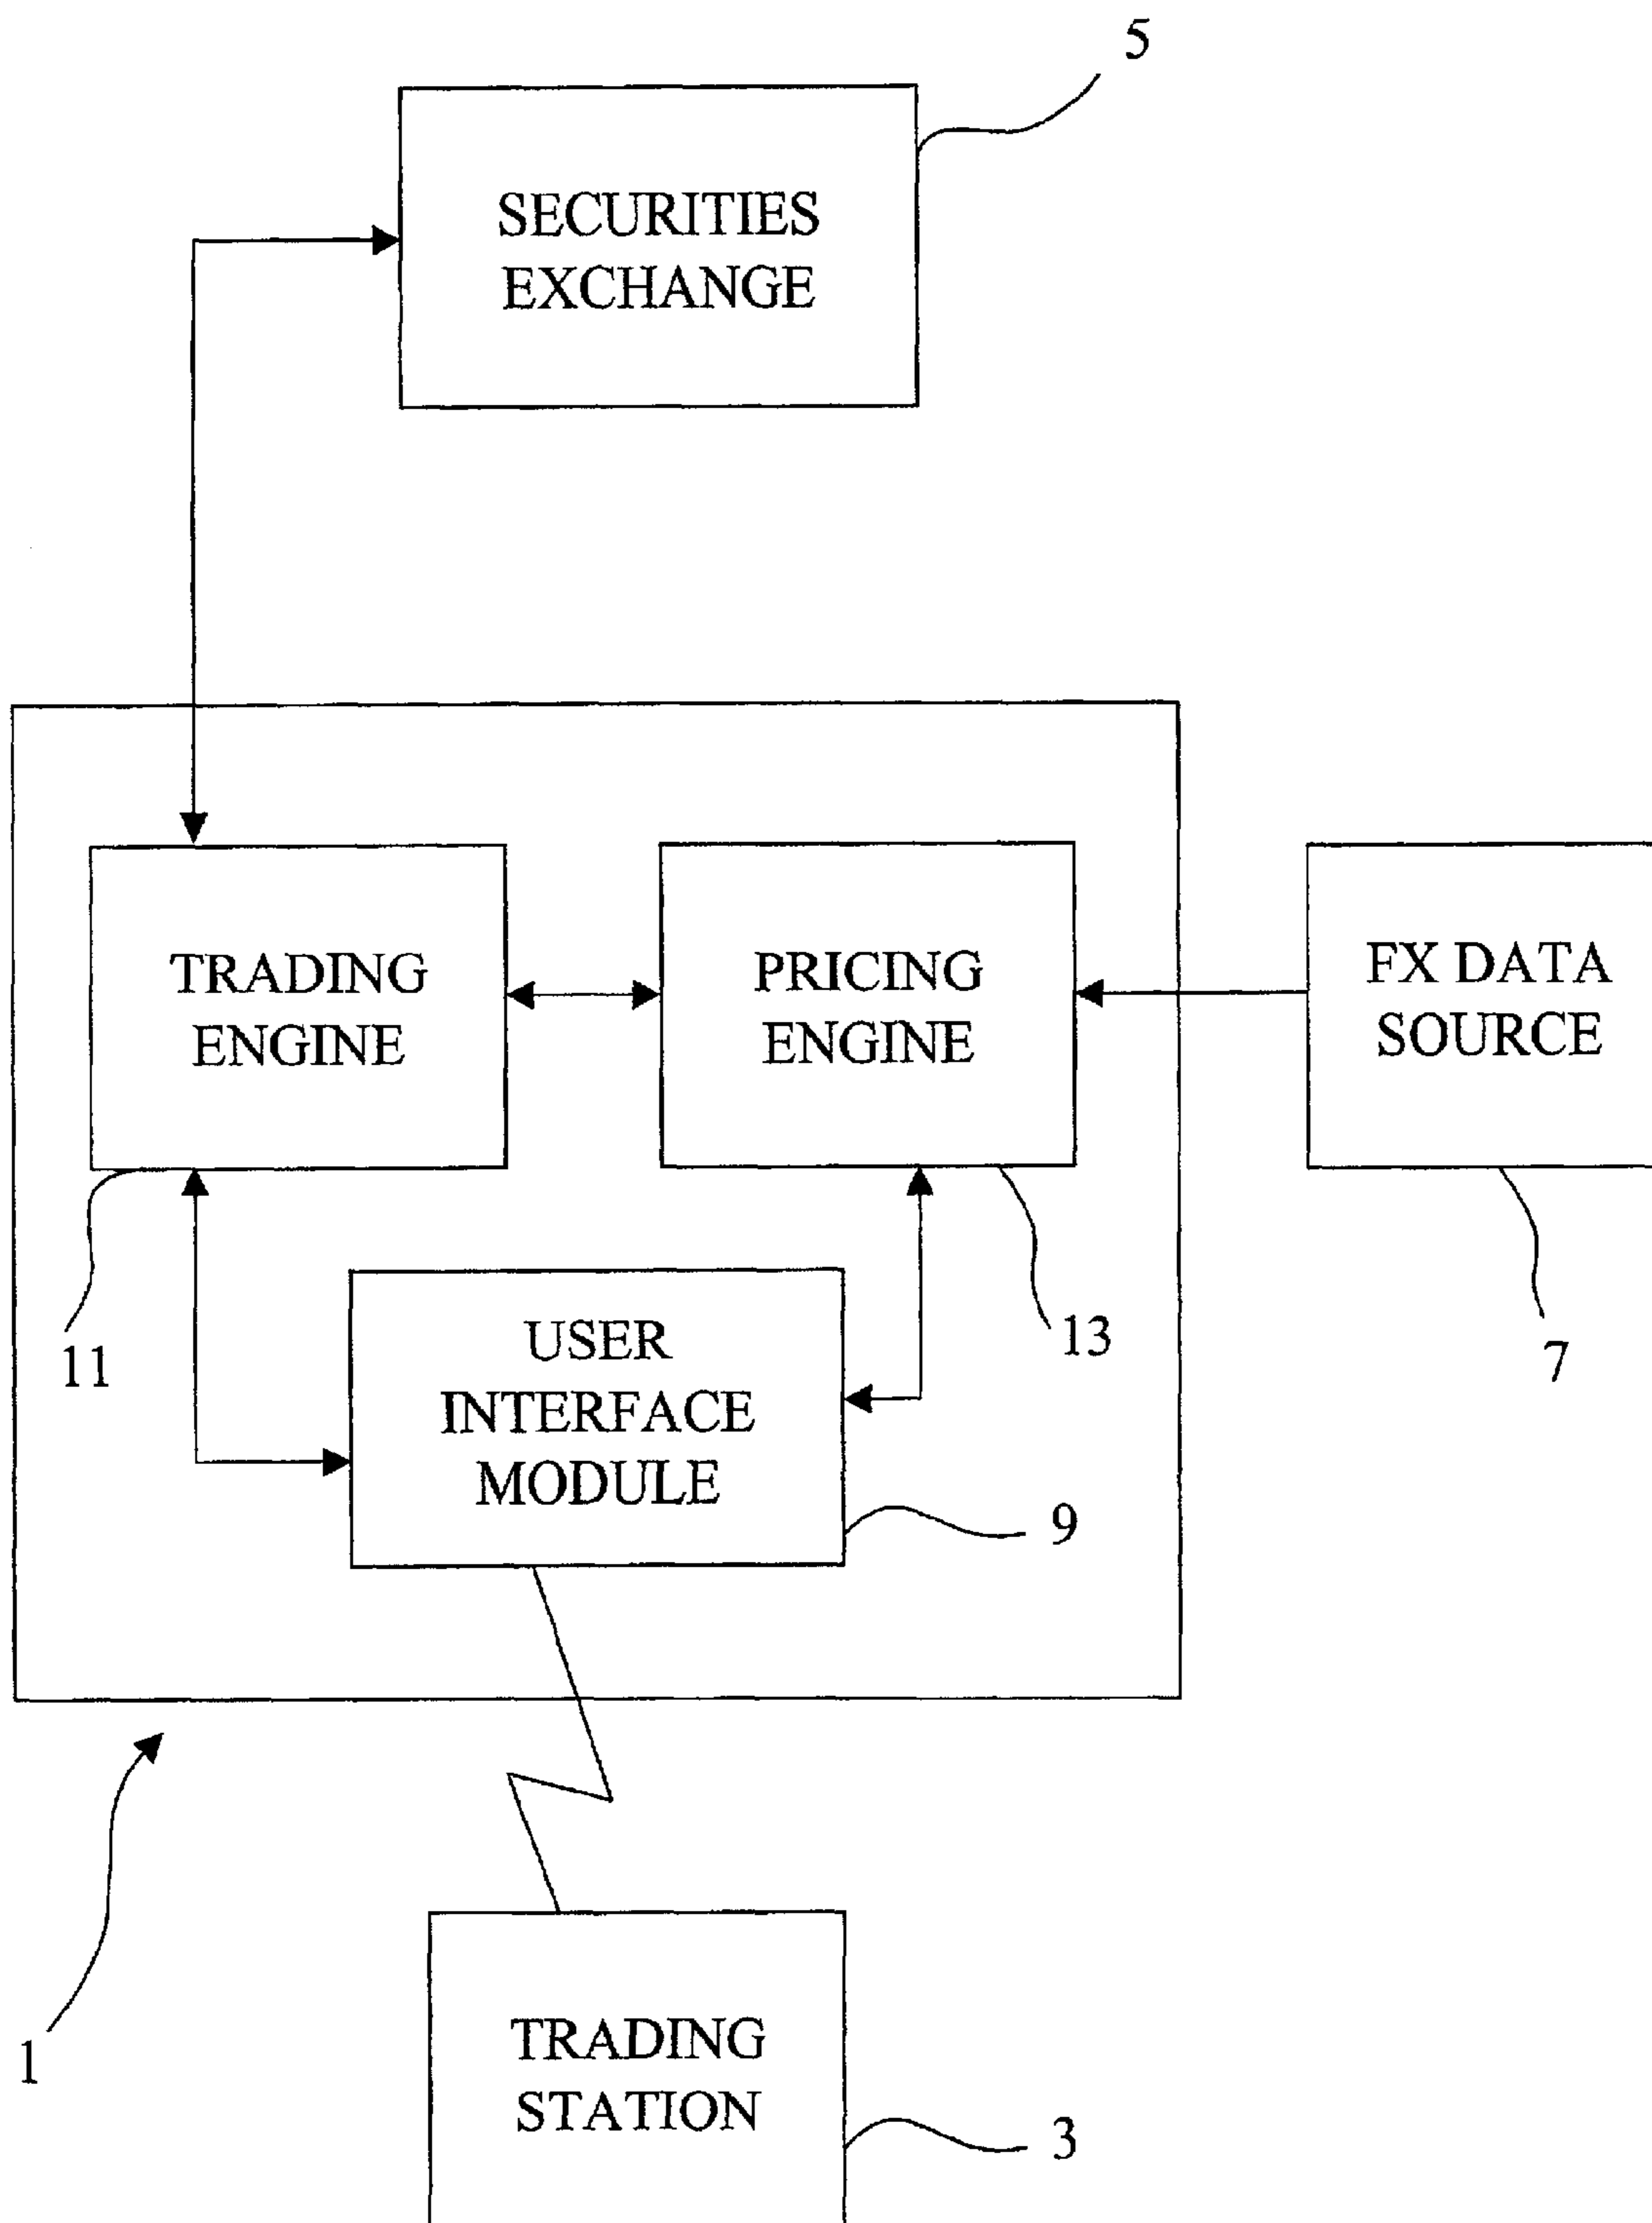 5
SECURITIES
EXCHANGE
TRADING
ENGINE
PRICING
ENGINE
FX DATA
SOURCE
11
13
7
USER
INTERFACE
MODULE
9
1
TRADING
STATION
3